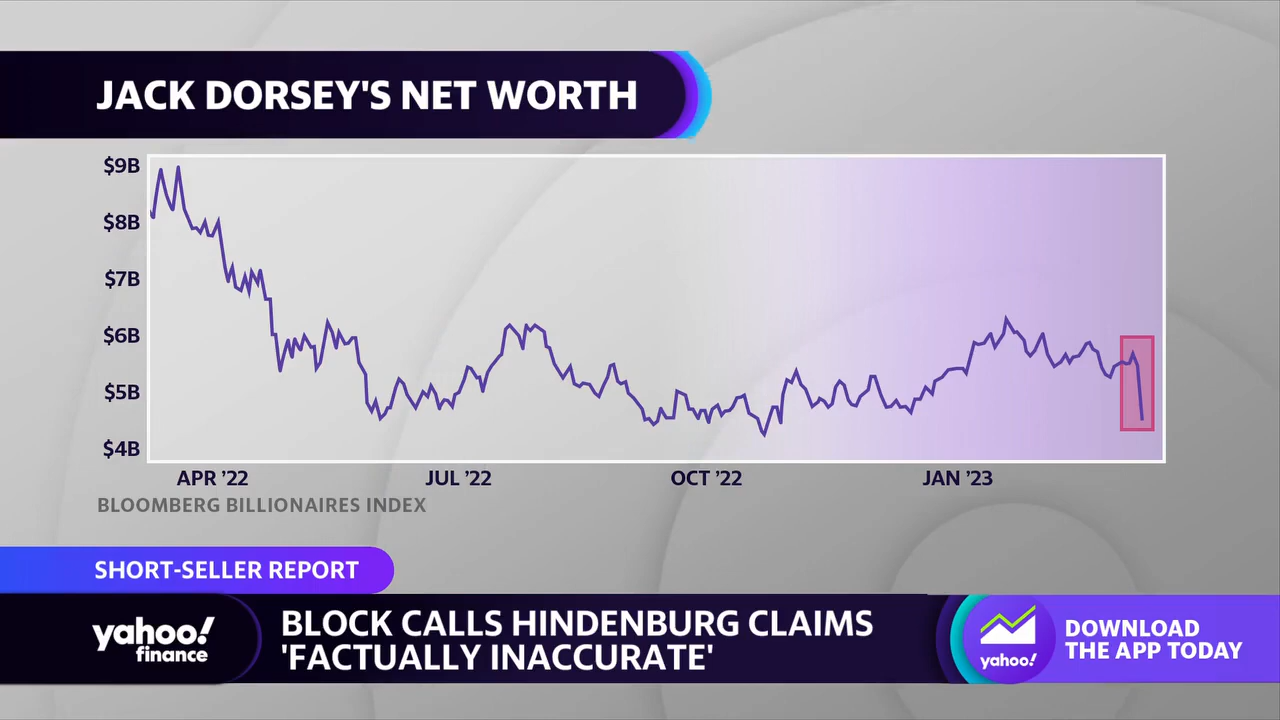 JACK DORSEY'S NET WORTH
$9B
$8B
$7B
$6B
$5B
$4B
APR '22
JUL '22
OCT '22
JAN '23
BLOOMBERG BILLIONAIRES INDEX
SHORT-SELLER REPORT
yahoo!
finance
BLOCK CALLS HINDENBURG CLAIMS
'FACTUALLY INACCURATE'
yahoo!
DOWNLOAD
THE APP TODAY